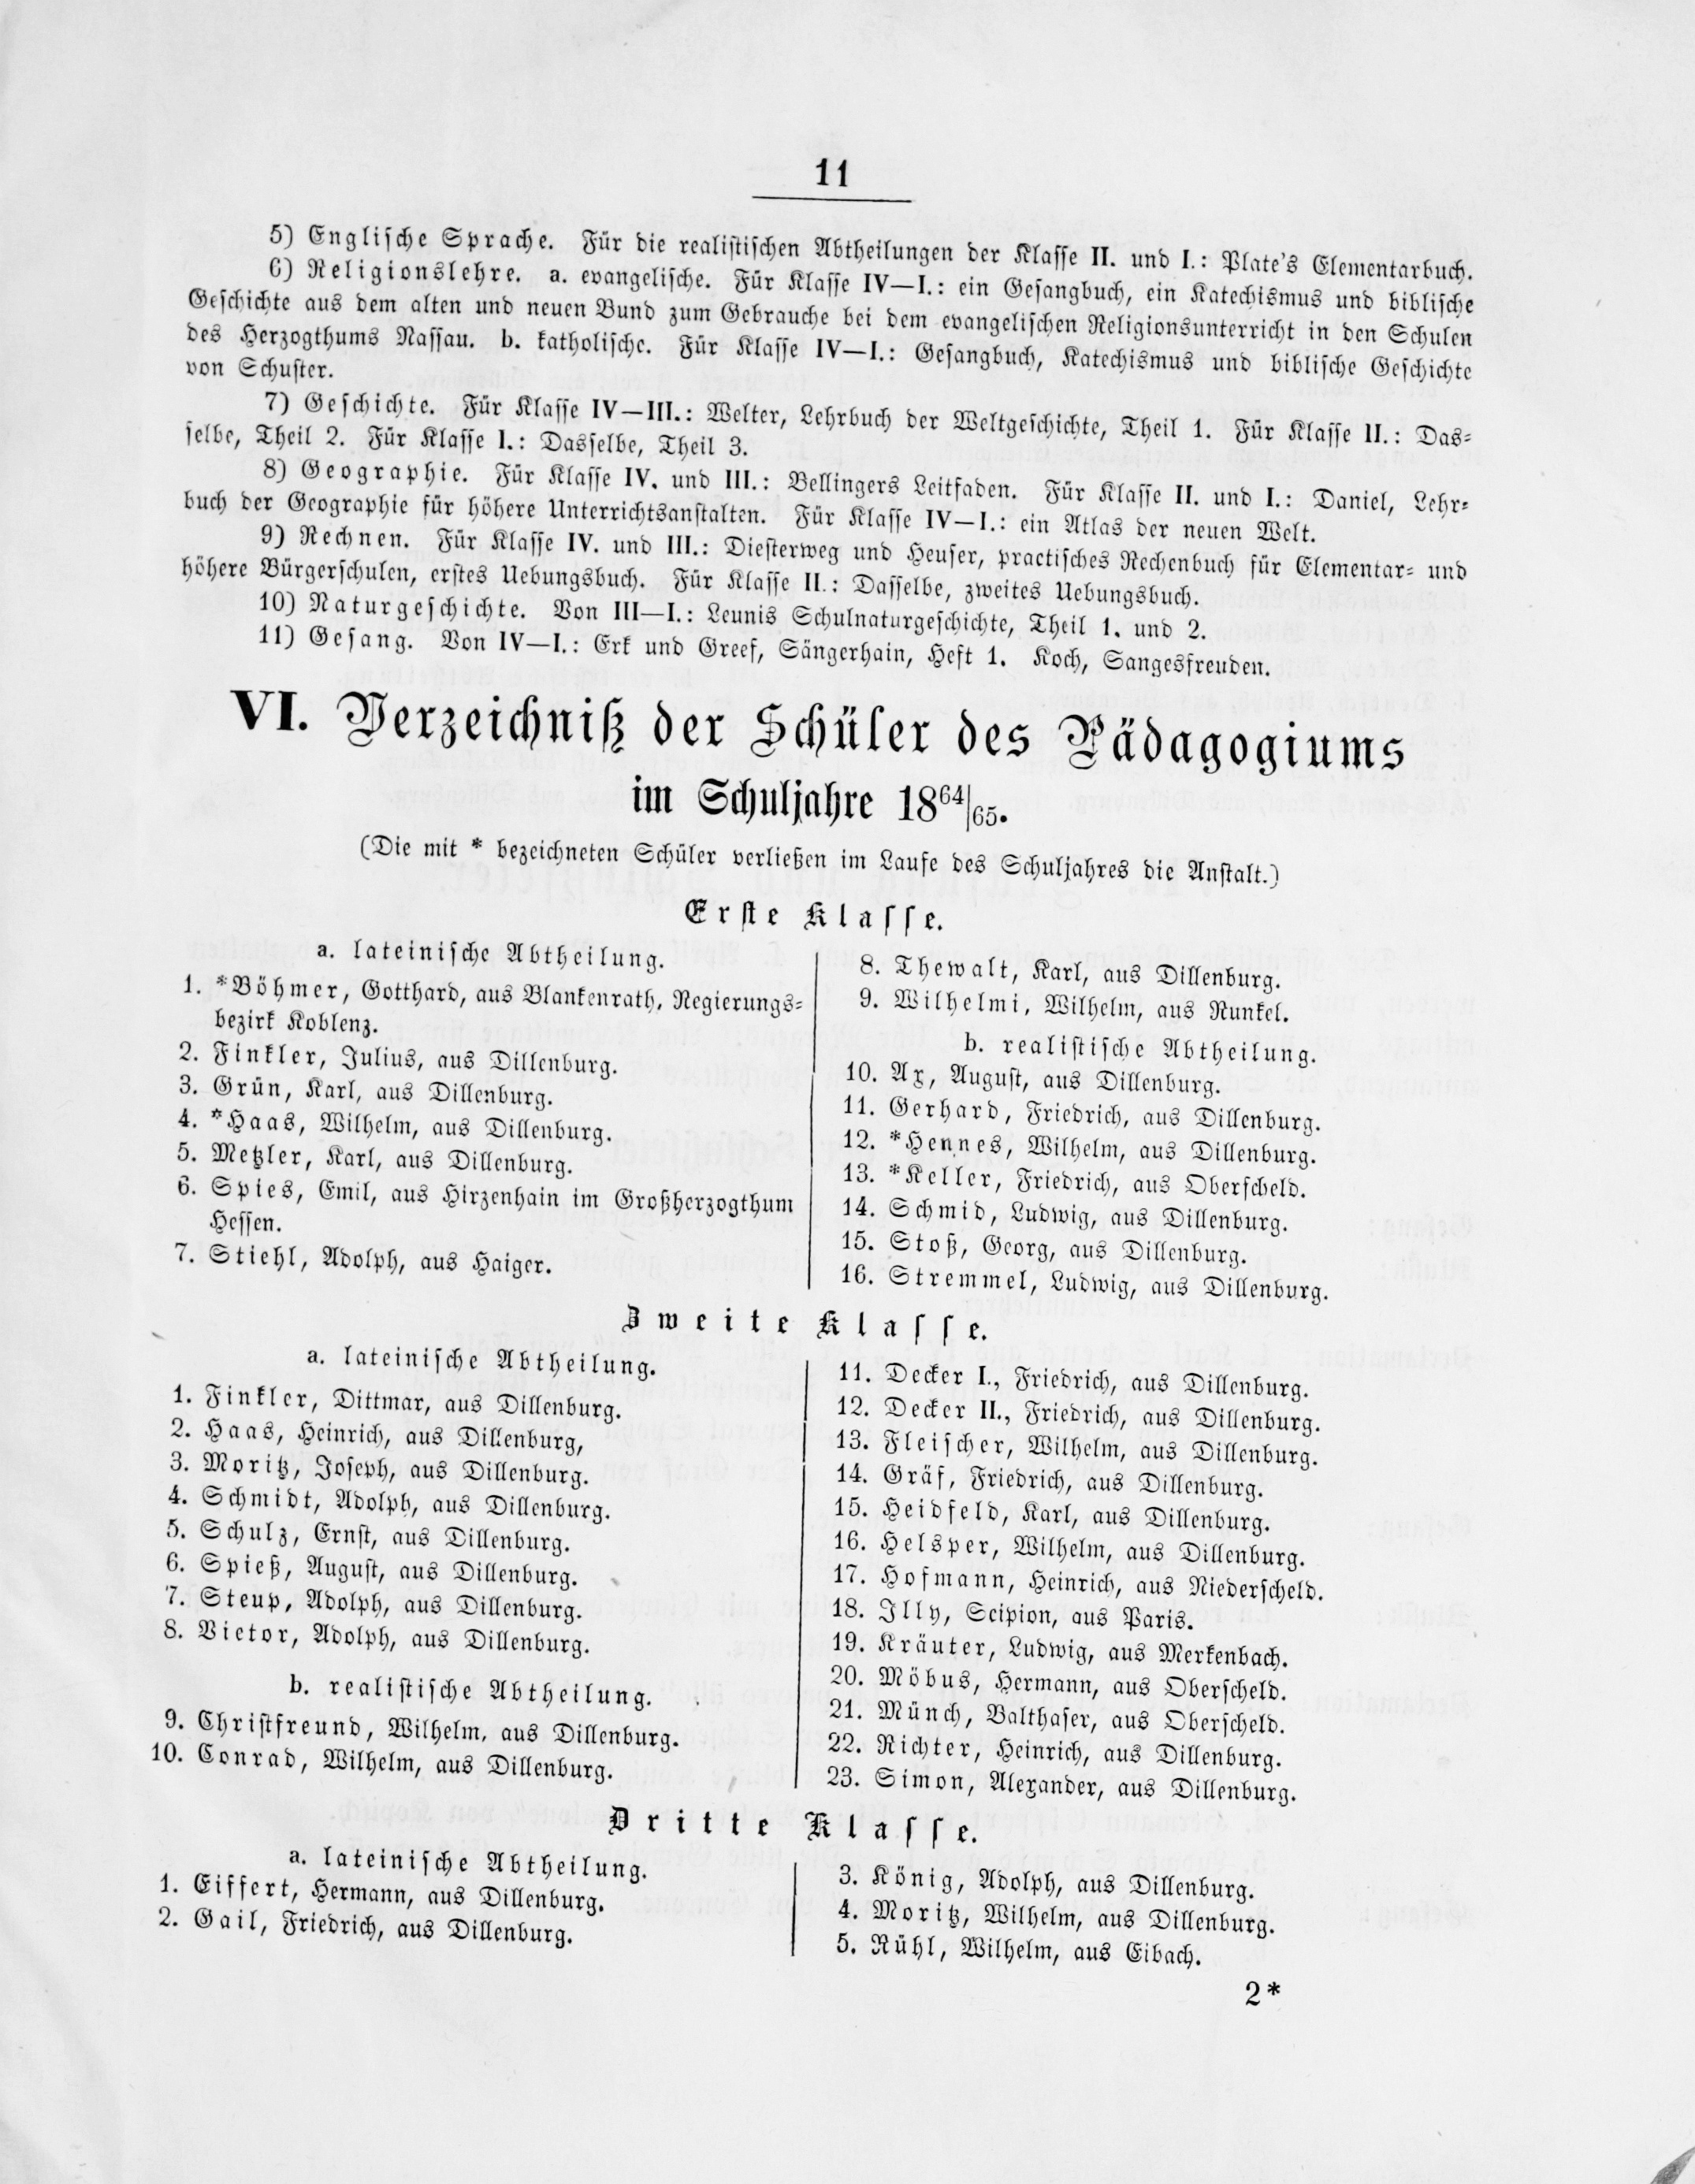 11
5) Englische Sprache. Für die realistischen Abtheilungen der Klasse II. und I.: Plate's Elementarbuch.
6) Religionslehre. a. evangelische. Für Klasse IV—I.: ein Gesangbuch, ein Katechismus und biblische
Geschichte aus dem alten und neuen Bund zum Gebrauche bei dem evangelischen Religionsunterricht in den Schulen
des Herzogthums Nassau. b. katholische. Für Klasse IV—I.: Gesangbuch, Katechismus und biblische Geschichte
von Schuster.
7) Geschichte. Für Klasse IV—III.: Welter, Lehrbuch der Weltgeschichte, Theil 1. Für Klasse II.: Das-
selbe, Theil 2. Für Klasse I.: Dasselbe, Theil 3.
8) Geographie. Für Klasse IV. und III.: Bellingers Leitfaden. Für Klasse II. und I.: Daniel, Lehr-
buch der Geographie für höhere Unterrichtsanstalten. Für Klasse IV—I.: ein Atlas der neuen Welt.
9) Rechnen. Für Klasse IV. und III.: Diesterweg und Heuser, practisches Rechenbuch für Elementar- und
höhere Bürgerschulen, erstes Uebungsbuch. Für Klasse II.: Dasselbe, zweites Uebungsbuch.
10) Naturgeschichte. Von III—I.: Leunis Schulnaturgeschichte, Theil 1. und 2.
11) Gesang. Von IV—I.: Erk und Greef, Sängerhain, Heft 1. Koch, Sangesfreuden.
VI. Verzeichniß der Schüler des Pädagogiums
im Schuljahre 1864/65.
(Die mit * bezeichneten Schüler verließen im Laufe des Schuljahres die Anstalt.)
Erste Klasse.
a. lateinische Abtheilung.
1. *Böhmer, Gotthard, aus Blankenrath, Regierungs-
bezirk Koblenz.
2. Finkler, Julius, aus Dillenburg.
3. Grün, Karl, aus Dillenburg.
4. *Haas, Wilhelm, aus Dillenburg.
5. Metzler, Karl, aus Dillenburg.
6. Spies, Emil, aus Hirzenhain im Großherzogthum
Hessen.
7. Stiehl, Adolph, aus Haiger.
8. Thewalt, Karl, aus Dillenburg.
9. Wilhelmi, Wilhelm, aus Runkel.
b. realistische Abtheilung.
10. Ax, August, aus Dillenburg.
11. Gerhard, Friedrich, aus Dillenburg.
12. *Hennes, Wilhelm, aus Dillenburg.
13. *Keller, Friedrich, aus Oberscheld.
14. Schmid, Ludwig, aus Dillenburg.
15. Stoß, Georg, aus Dillenburg.
16. Stremmel, Ludwig, aus Dillenburg.
Zweite Klasse.
a. lateinische Abtheilung.
1. Finkler, Dittmar, aus Dillenburg.
2. Haas, Heinrich, aus Dillenburg,
3. Moritz, Joseph, aus Dillenburg.
4. Schmidt, Adolph, aus Dillenburg.
5. Schulz, Ernst, aus Dillenburg.
6. Spieß, August, aus Dillenburg.
7. Steup, Adolph, aus Dillenburg.
8. Vietor, Adolph, aus Dillenburg.
b. realistische Abtheilung.
9. Christfreund, Wilhelm, aus Dillenburg.
10. Conrad, Wilhelm, aus Dillenburg.
11. Decker I., Friedrich, aus Dillenburg.
12. Decker II., Friedrich, aus Dillenburg.
13. Fleischer, Wilhelm, aus Dillenburg.
14. Gräf, Friedrich, aus Dillenburg.
15. Heidfeld, Karl, aus Dillenburg.
16. Helsper, Wilhelm, aus Dillenburg.
17. Hofmann, Heinrich, aus Niederscheld.
18. Illy, Scipion, aus Paris.
19. Kräuter, Ludwig, aus Merkenbach.
20. Möbus, Hermann, aus Oberscheld.
21. Münch, Balthaser, aus Oberscheld.
22. Richter, Heinrich, aus Dillenburg.
23. Simon, Alexander, aus Dillenburg.
Dritte Klasse.
a. lateinische Abtheilung.
1. Eiffert, Hermann, aus Dillenburg.
2. Gail, Friedrich, aus Dillenburg.
3. König, Adolph, aus Dillenburg.
4. Moritz, Wilhelm, aus Dillenburg.
5. Rühl, Wilhelm, aus Eibach.
2*